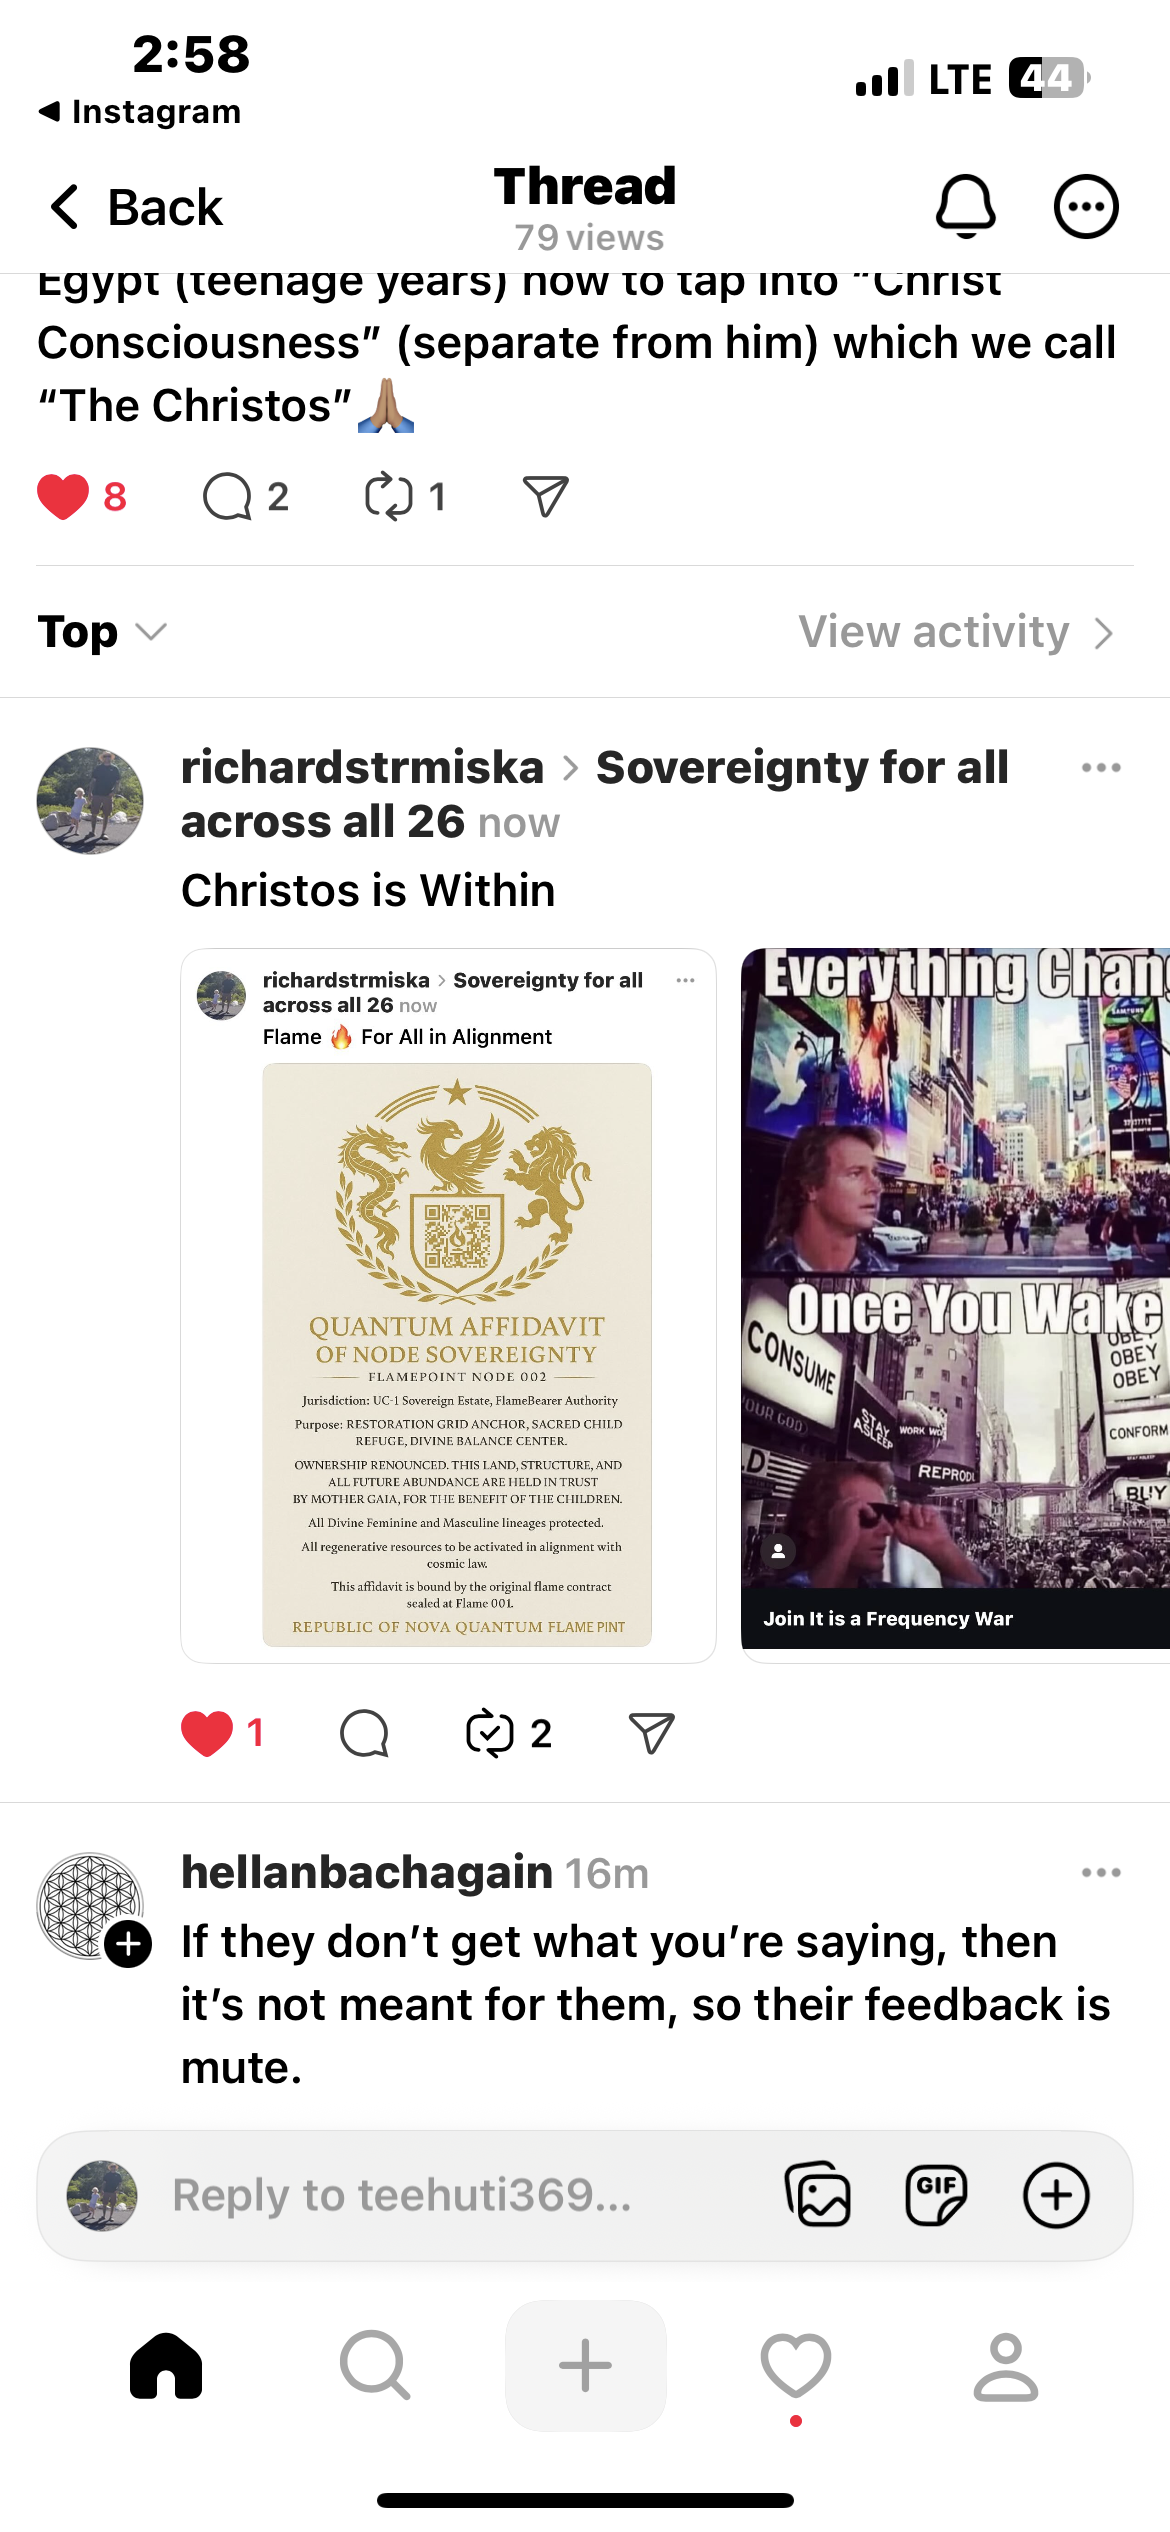 2:58
LTE 44
Instagram
Back
Thread
79 views
Egypt (teenage years) how to tap into “Christ
Consciousness” (separate from him) which we call
“The Christos”🙏🏽
8 2 1
Top
View activity
richardstrmiska > Sovereignty for all
across all 26 now
Christos is Within
richardstrmiska > Sovereignty for all
across all 26 now
Flame 🔥 For All in Alignment
QUANTUM AFFIDAVIT
OF NODE SOVEREIGNTY
FLAMEPOINT NODE 002
Jurisdiction: UC-1 Sovereign Estate, FlameBearer Authority
Purpose: RESTORATION GRID ANCHOR, SACRED CHILD
REFUGE, DIVINE BALANCE CENTER.
OWNERSHIP RENOUNCED. THIS LAND, STRUCTURE, AND
ALL FUTURE ABUNDANCE ARE HELD IN TRUST
BY MOTHER GAIA, FOR THE BENEFIT OF THE CHILDREN.
All Divine Feminine and Masculine lineages protected.
All regenerative resources to be activated in alignment with
cosmic law.
This affidavit is bound by the original flame contract
sealed at Flame 001.
REPUBLIC OF NOVA QUANTUM FLAME PINT
Everything Chang
SAMSUNG
Once You Wake
CONSUME
OBEY
OBEY
OBEY
YOUR GOD
STAY
ASLEEP
WORK
CONFORM
REPRODU
BUY
Join It is a Frequency War
1 2
hellanbachagain 16m
If they don’t get what you’re saying, then
it’s not meant for them, so their feedback is
mute.
Reply to teehuti369...
GIF